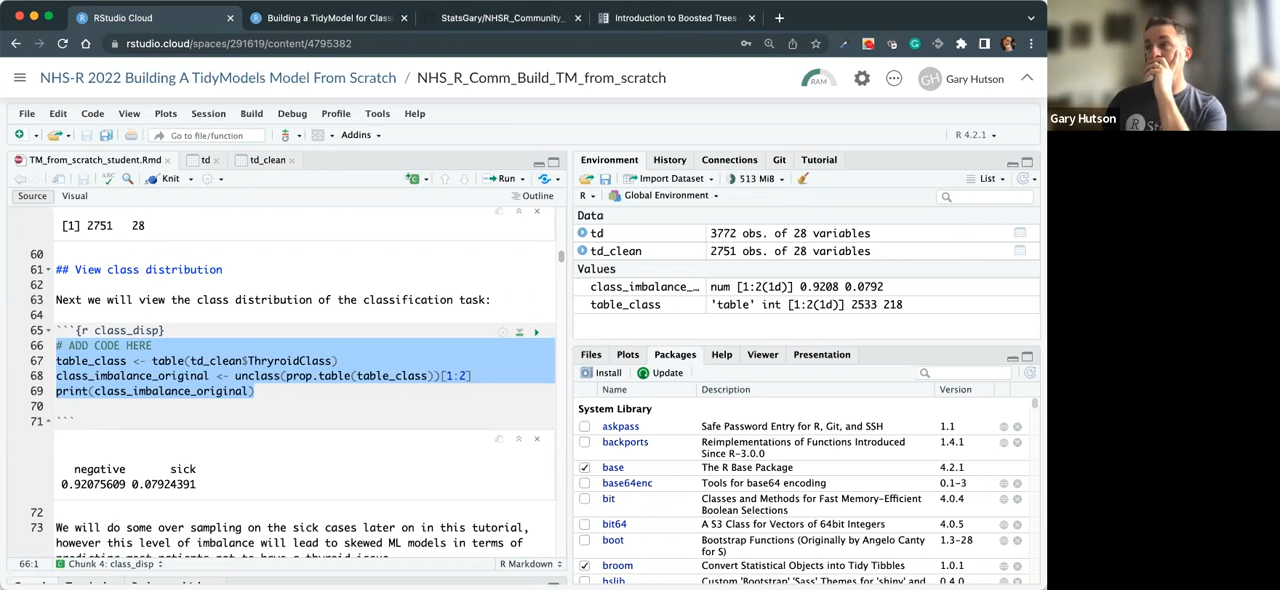 RStudio Cloud
Building a TidyModel for Class
StatsGary/NHSR_Community_
Introduction to Boosted Trees -
rstudio.cloud/spaces/291619/content/4795382
NHS-R 2022 Building A TidyModels Model From Scratch / NHS_R_Comm_Build_TM_from_scratch
RAM
GH Gary Hutson
File Edit Code View Plots Session Build Debug Profile Tools Help
Go to file/function
Addins
R 4.2.1
TM_from_scratch_student.Rmd
td
td_clean
Knit
Run
Source Visual
Outline
[1] 2751 28
60
61 ## View class distribution
62
63 Next we will view the class distribution of the classification task:
64
65 ```{r class_disp}
66 # ADD CODE HERE
67 table_class <- table(td_clean$ThryroidClass)
68 class_imbalance_original <- unclass(prop.table(table_class))[1:2]
69 print(class_imbalance_original)
70
71 ```
negative sick
0.92075609 0.07924391
72
73 We will do some over sampling on the sick cases later on in this tutorial,
however this level of imbalance will lead to skewed ML models in terms of
66:1 Chunk 4: class_disp R Markdown
Environment History Connections Git Tutorial
Import Dataset 513 MiB List
R Global Environment
Data
td 3772 obs. of 28 variables
td_clean 2751 obs. of 28 variables
Values
class_imbalance_… num [1:2(1d)] 0.9208 0.0792
table_class 'table' int [1:2(1d)] 2533 218
Files Plots Packages Help Viewer Presentation
Install Update
Name Description Version
System Library
askpass Safe Password Entry for R, Git, and SSH 1.1
backports Reimplementations of Functions Introduced Since R-3.0.0 1.4.1
base The R Base Package 4.2.1
base64enc Tools for base64 encoding 0.1-3
bit Classes and Methods for Fast Memory-Efficient Boolean Selections 4.0.4
bit64 A S3 Class for Vectors of 64bit Integers 4.0.5
boot Bootstrap Functions (Originally by Angelo Canty for S) 1.3-28
broom Convert Statistical Objects into Tidy Tibbles 1.0.1
bslib Custom 'Bootstrap' 'Sass' Themes for 'shiny' and 0.4.0
Gary Hutson